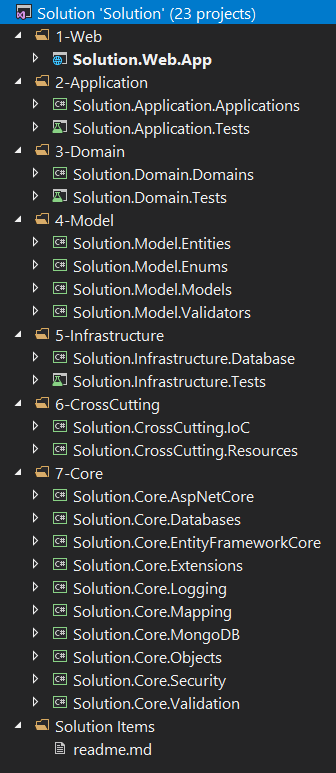 Solution 'Solution' (23 projects)
1-Web
Solution.Web.App
2-Application
C# Solution.Application.Applications
Solution.Application.Tests
3-Domain
C# Solution.Domain.Domains
Solution.Domain.Tests
4-Model
C# Solution.Model.Entities
C# Solution.Model.Enums
C# Solution.Model.Models
C# Solution.Model.Validators
5-Infrastructure
C# Solution.Infrastructure.Database
Solution.Infrastructure.Tests
6-CrossCutting
C# Solution.CrossCutting.IoC
C# Solution.CrossCutting.Resources
7-Core
C# Solution.Core.AspNetCore
C# Solution.Core.Databases
C# Solution.Core.EntityFrameworkCore
C# Solution.Core.Extensions
C# Solution.Core.Logging
C# Solution.Core.Mapping
C# Solution.Core.MongoDB
C# Solution.Core.Objects
C# Solution.Core.Security
C# Solution.Core.Validation
Solution Items
readme.md